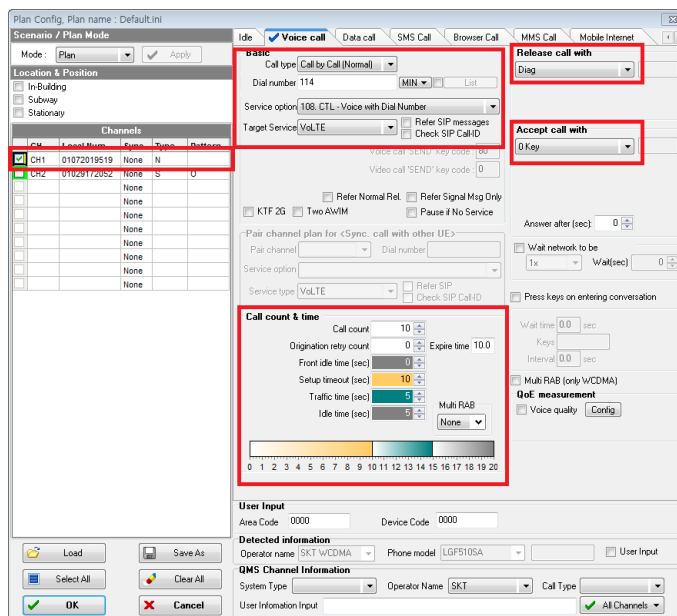 Plan Config, Plan name : Default.ini
Scenario / Plan Mode
Mode : Plan Apply
Location & Position
In-Building
Subway
Stationary
Channels
CH Local Num Sync Type Pattern
CH1 01072019519 None N
CH2 01029172052 None S O
None
None
None
None
None
None
None
None
Load Save As
Select All Clear All
OK Cancel
Idle Voice call Data call SMS Call Browser Call MMS Call Mobile Internet
Basic
Call type Call by Call (Normal)
Dial number 114 MIN List
Service option 108. CTL - Voice with Dial Number
Target Service VoLTE Refer SIP messages
Check SIP Call-ID
Voice call 'SEND' key code : 80
Video call 'SEND' key code : 0
Refer Normal Rel. Refer Signal Msg Only
KTF 2G Two AWIM Pause if No Service
Pair channel plan for <Sync. call with other UE>
Pair channel Dial number
Service option
Service type VoLTE Refer SIP
Check SIP Call-ID
Call count & time
Call count 10
Origination retry count 0 Expire time 10.0
Front idle time (sec) 0
Setup timeout (sec) 10
Traffic time (sec) 5
Idle time (sec) 5
Multi RAB
None
0 1 2 3 4 5 6 7 8 9 10 11 12 13 14 15 16 17 18 19 20
Release call with
Diag
Accept call with
0 Key
Answer after (sec): 0
Wait network to be
1x Wait(sec) 0
Press keys on entering conversation
Wait time 0.0 sec
Keys
Interval 0.0 sec
Multi RAB (only WCDMA)
QoE measurement
Voice quality Config
User Input
Area Code 0000 Device Code 0000
Detected information
Operator name SKT WCDMA Phone model LGF510SA User Input
QMS Channel Information
System Type Operator Name SKT Call Type
User Infomation Input All Channels